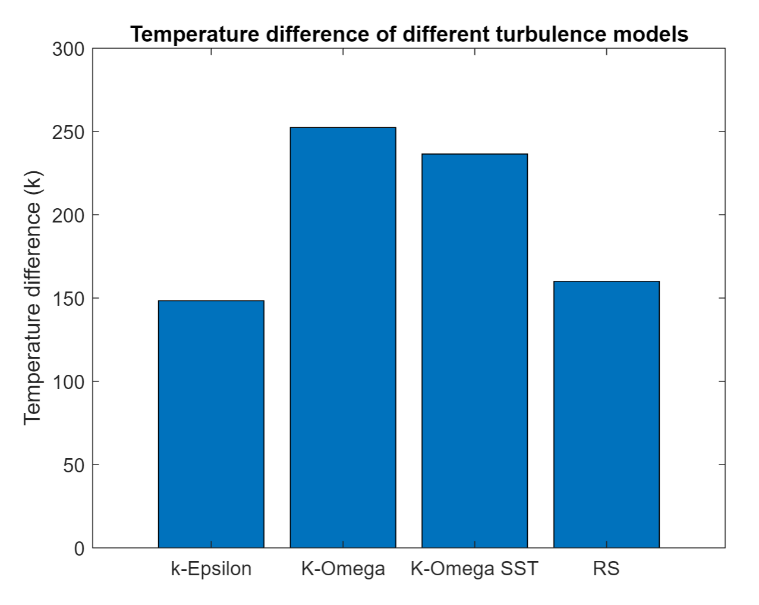 Temperature difference of different turbulence models
300
250
200
150
100
50
0
Temperature difference (k)
k-Epsilon
K-Omega
K-Omega SST
RS